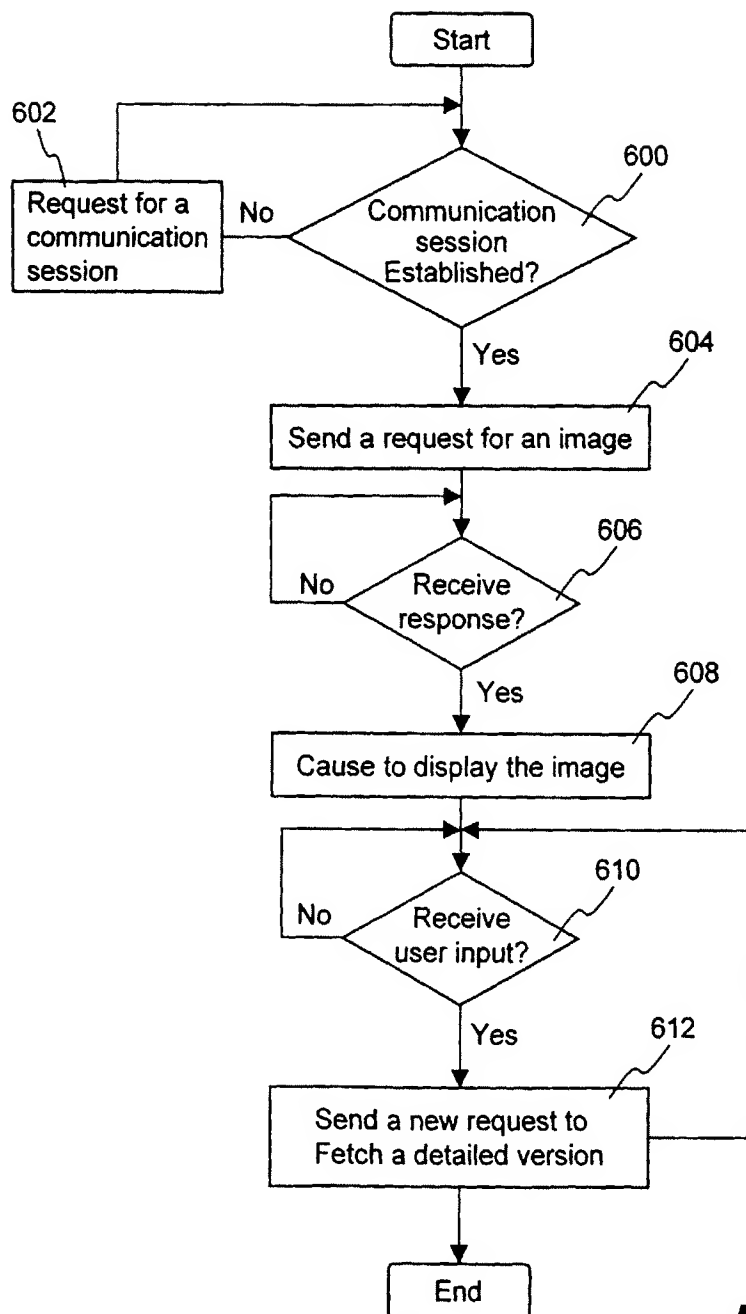 Start
602
600
Request for a
communication
session
No
Communication
session
Established?
Yes
604
Send a request for an image
606
No
Receive
response?
Yes
608
Cause to display the image
610
No
Receive
user input?
Yes
612
Send a new request to
Fetch a detailed version
End